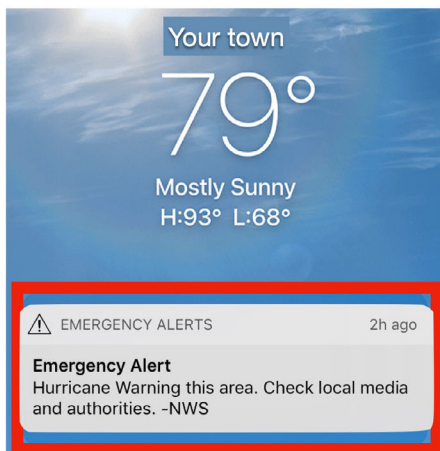 Your town
79°
Mostly Sunny
H:93° L:68°
EMERGENCY ALERTS 2h ago
Emergency Alert
Hurricane Warning this area. Check local media
and authorities. -NWS